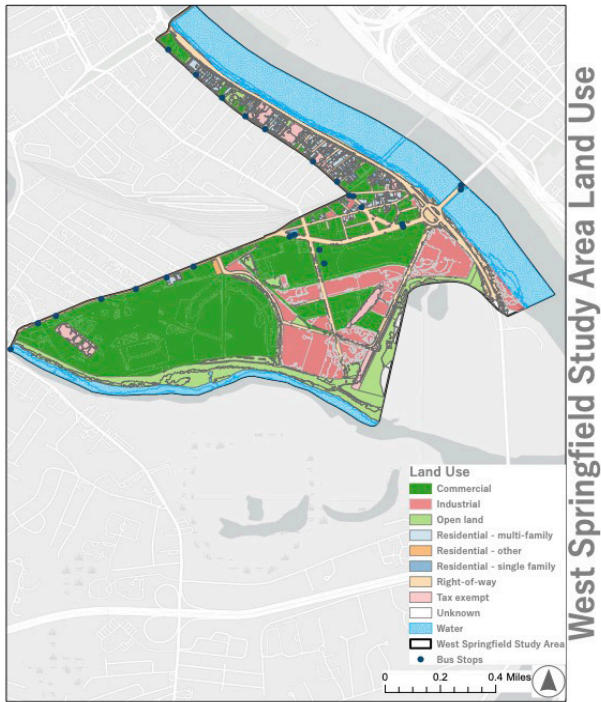 West Springfield Study Area Land Use
Land Use
Commercial
Industrial
Open land
Residential - multi-family
Residential - other
Residential - single family
Right-of-way
Tax exempt
Unknown
Water
West Springfield Study Area
Bus Stops
0 0.2 0.4 Miles